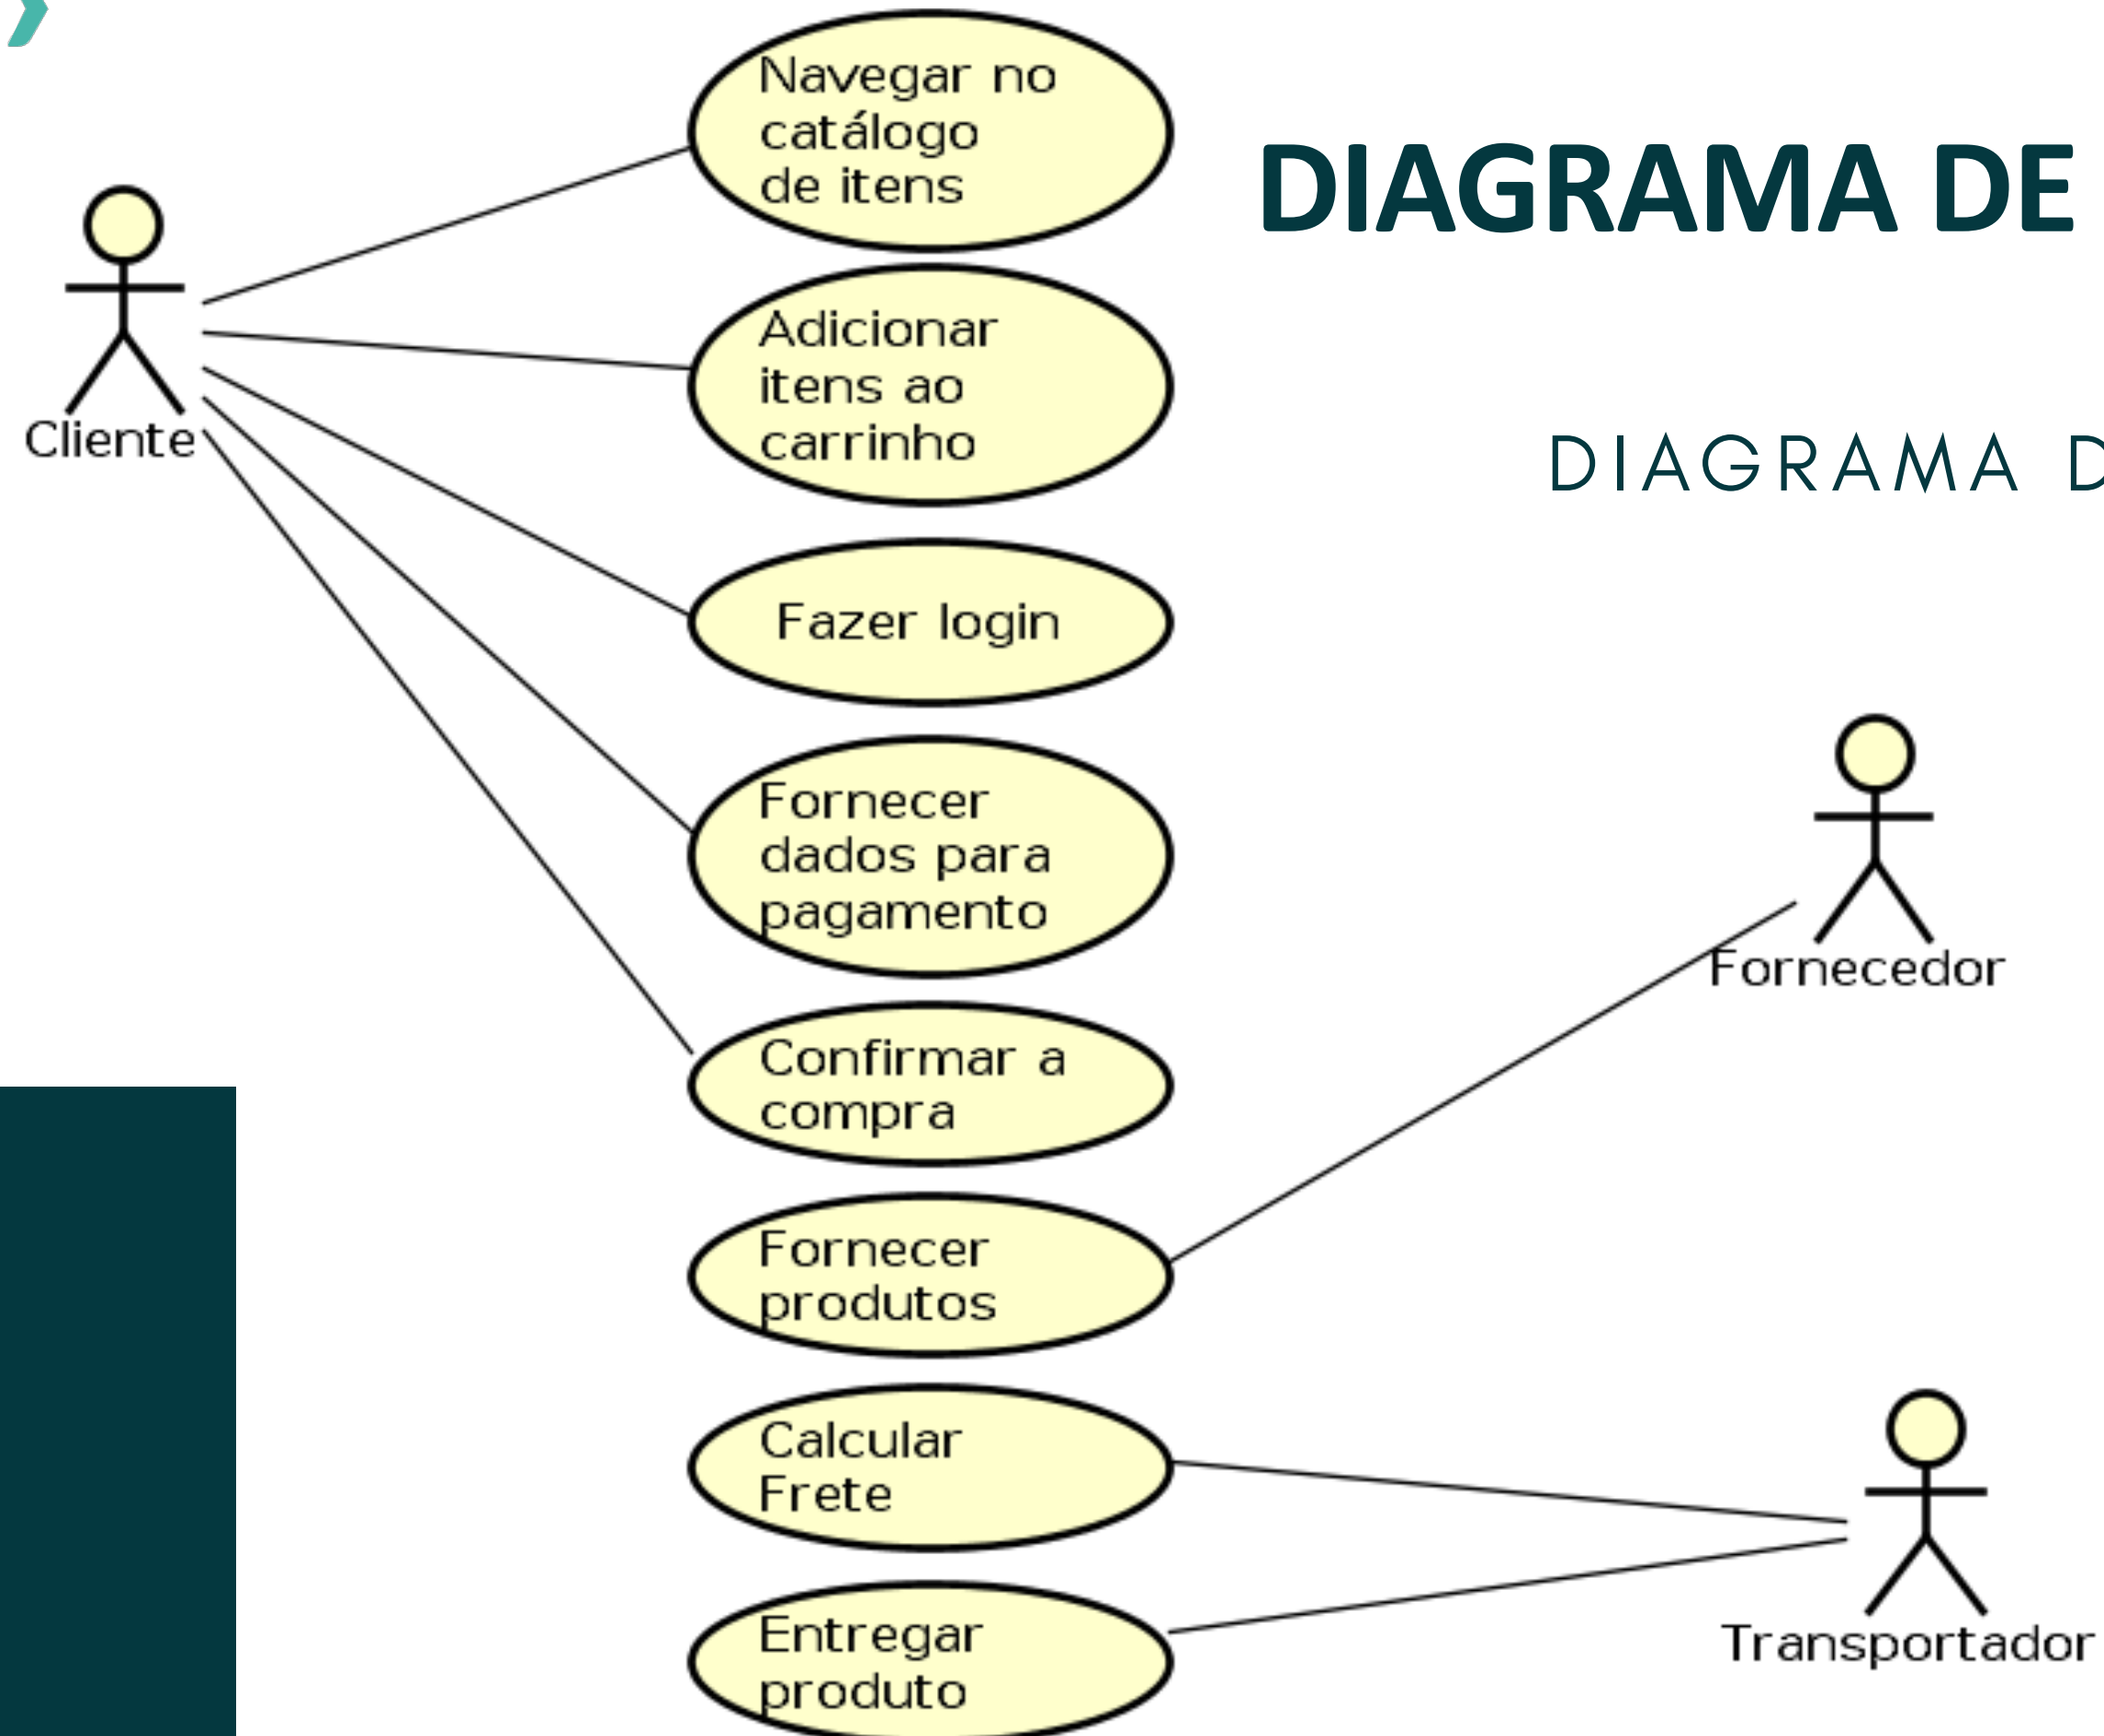 Navegar no
catálogo
de itens
DIAGRAMA DE
Cliente
Adicionar
itens ao
carrinho
DIAGRAMA D
Fazer login
Fornecer
dados para
pagamento
Fornecedor
Confirmar a
compra
Fornecer
produtos
Calcular
Frete
Entregar
produto
Transportador